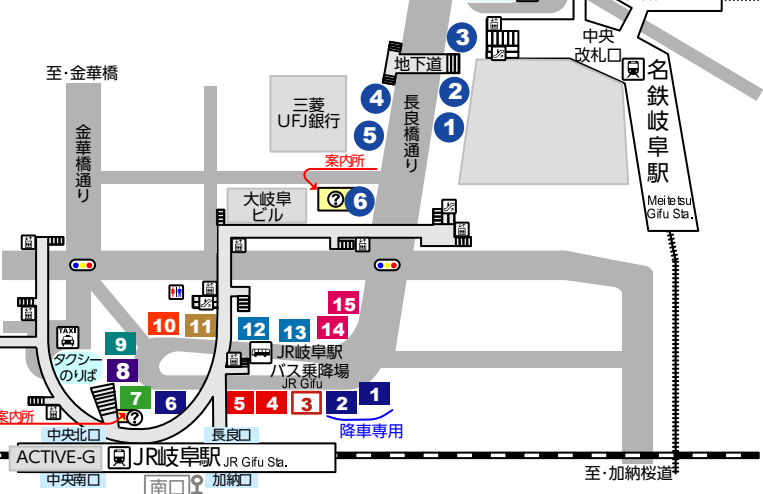 中央
改札口
名鉄岐阜駅
Meitetsu
Gifu Sta.
3
地下道
2
4
1
5
長良橋通り
至・金華橋
金華橋通り
三菱
UFJ銀行
案内所
?
6
大岐阜
ビル
15
10
11
12
13
14
TAXI
タクシー
のりば
9
8
7
6
JR岐阜駅
バス乗降場
JR Gifu
5
4
3
2
1
降車専用
案内所
?
中央北口
長良口
ACTIVE-G
JR岐阜駅 JR Gifu Sta.
中央南口
加納口
南口
至・加納桜道